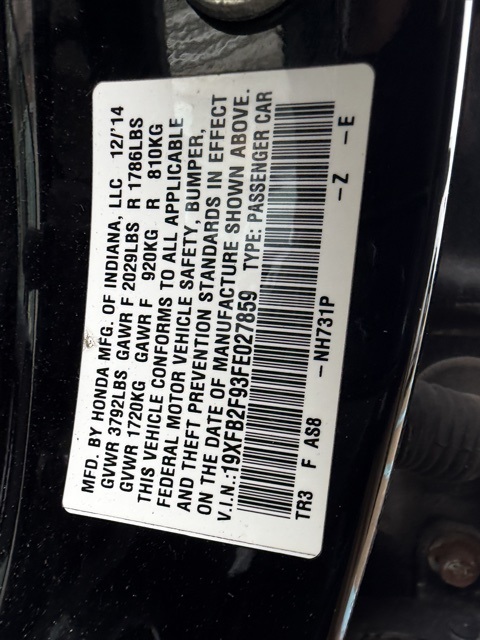 MFD. BY HONDA MFG. OF INDIANA, LLC 12/'14
GVWR 3792LBS GAWR F 2029LBS R 1786LBS
GVWR 1720KG GAWR F 920KG R 810KG
THIS VEHICLE CONFORMS TO ALL APPLICABLE
FEDERAL MOTOR VEHICLE SAFETY, BUMPER,
AND THEFT PREVENTION STANDARDS IN EFFECT
ON THE DATE OF MANUFACTURE SHOWN ABOVE.
V.I.N.:19XFB2F93FE027859 TYPE: PASSENGER CAR
TR3 F AS8 -NH731P -Z -E